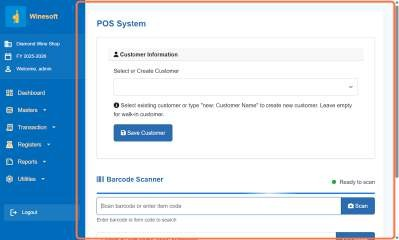 Winesoft
Diamond Wine Shop
FY 2025-2026
Welcome, admin
Dashboard
Masters
Transaction
Registers
Reports
Utilities
Logout
POS System
Customer Information
Select or Create Customer
Select existing customer or type "new: Customer Name" to create new customer. Leave empty
for walk-in customer.
Save Customer
Barcode Scanner
Ready to scan
Scan barcode or enter item code
Scan
Enter barcode or item code to search